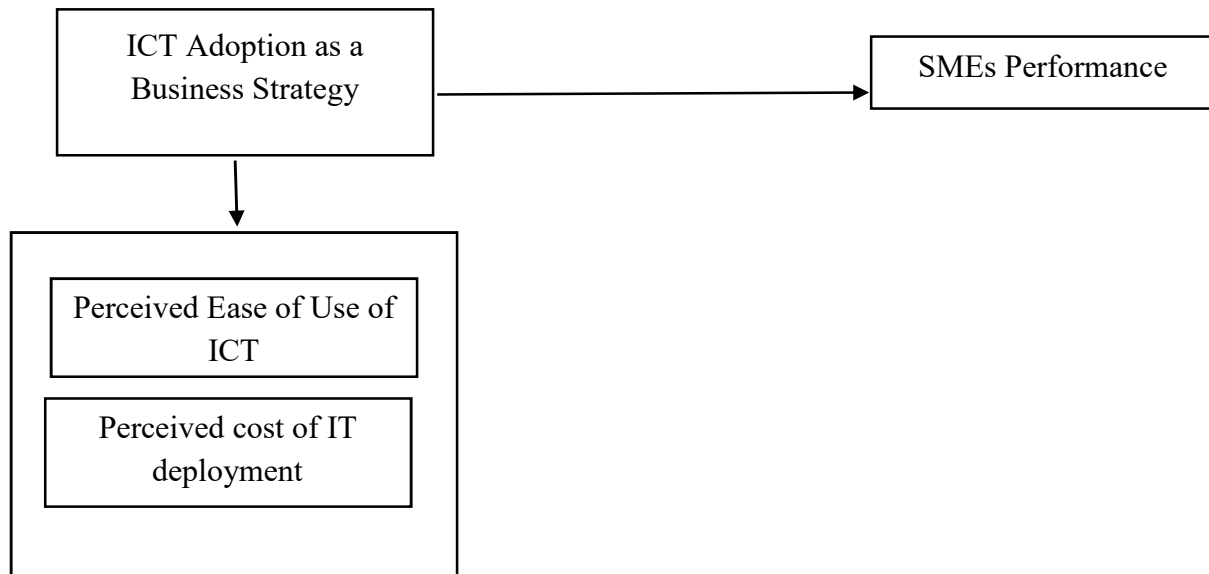 ICT Adoption as a
Business Strategy
SMEs Performance
Perceived Ease of Use of
ICT
Perceived cost of IT
deployment